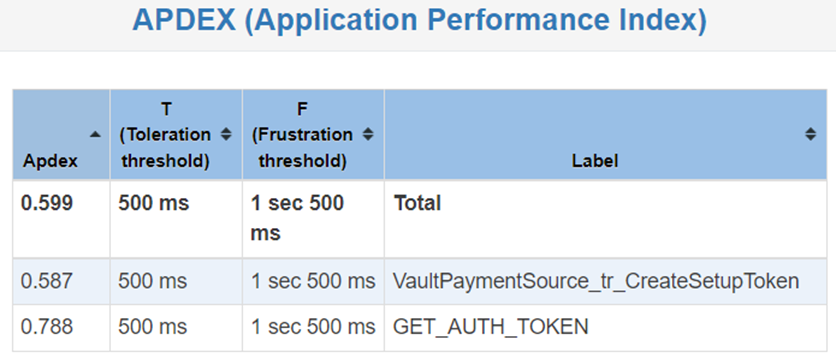 APDEX (Application Performance Index)
Apdex T (Toleration threshold) F (Frustration threshold) Label
0.599 500 ms 1 sec 500 ms Total
0.587 500 ms 1 sec 500 ms VaultPaymentSource_tr_CreateSetupToken
0.788 500 ms 1 sec 500 ms GET_AUTH_TOKEN